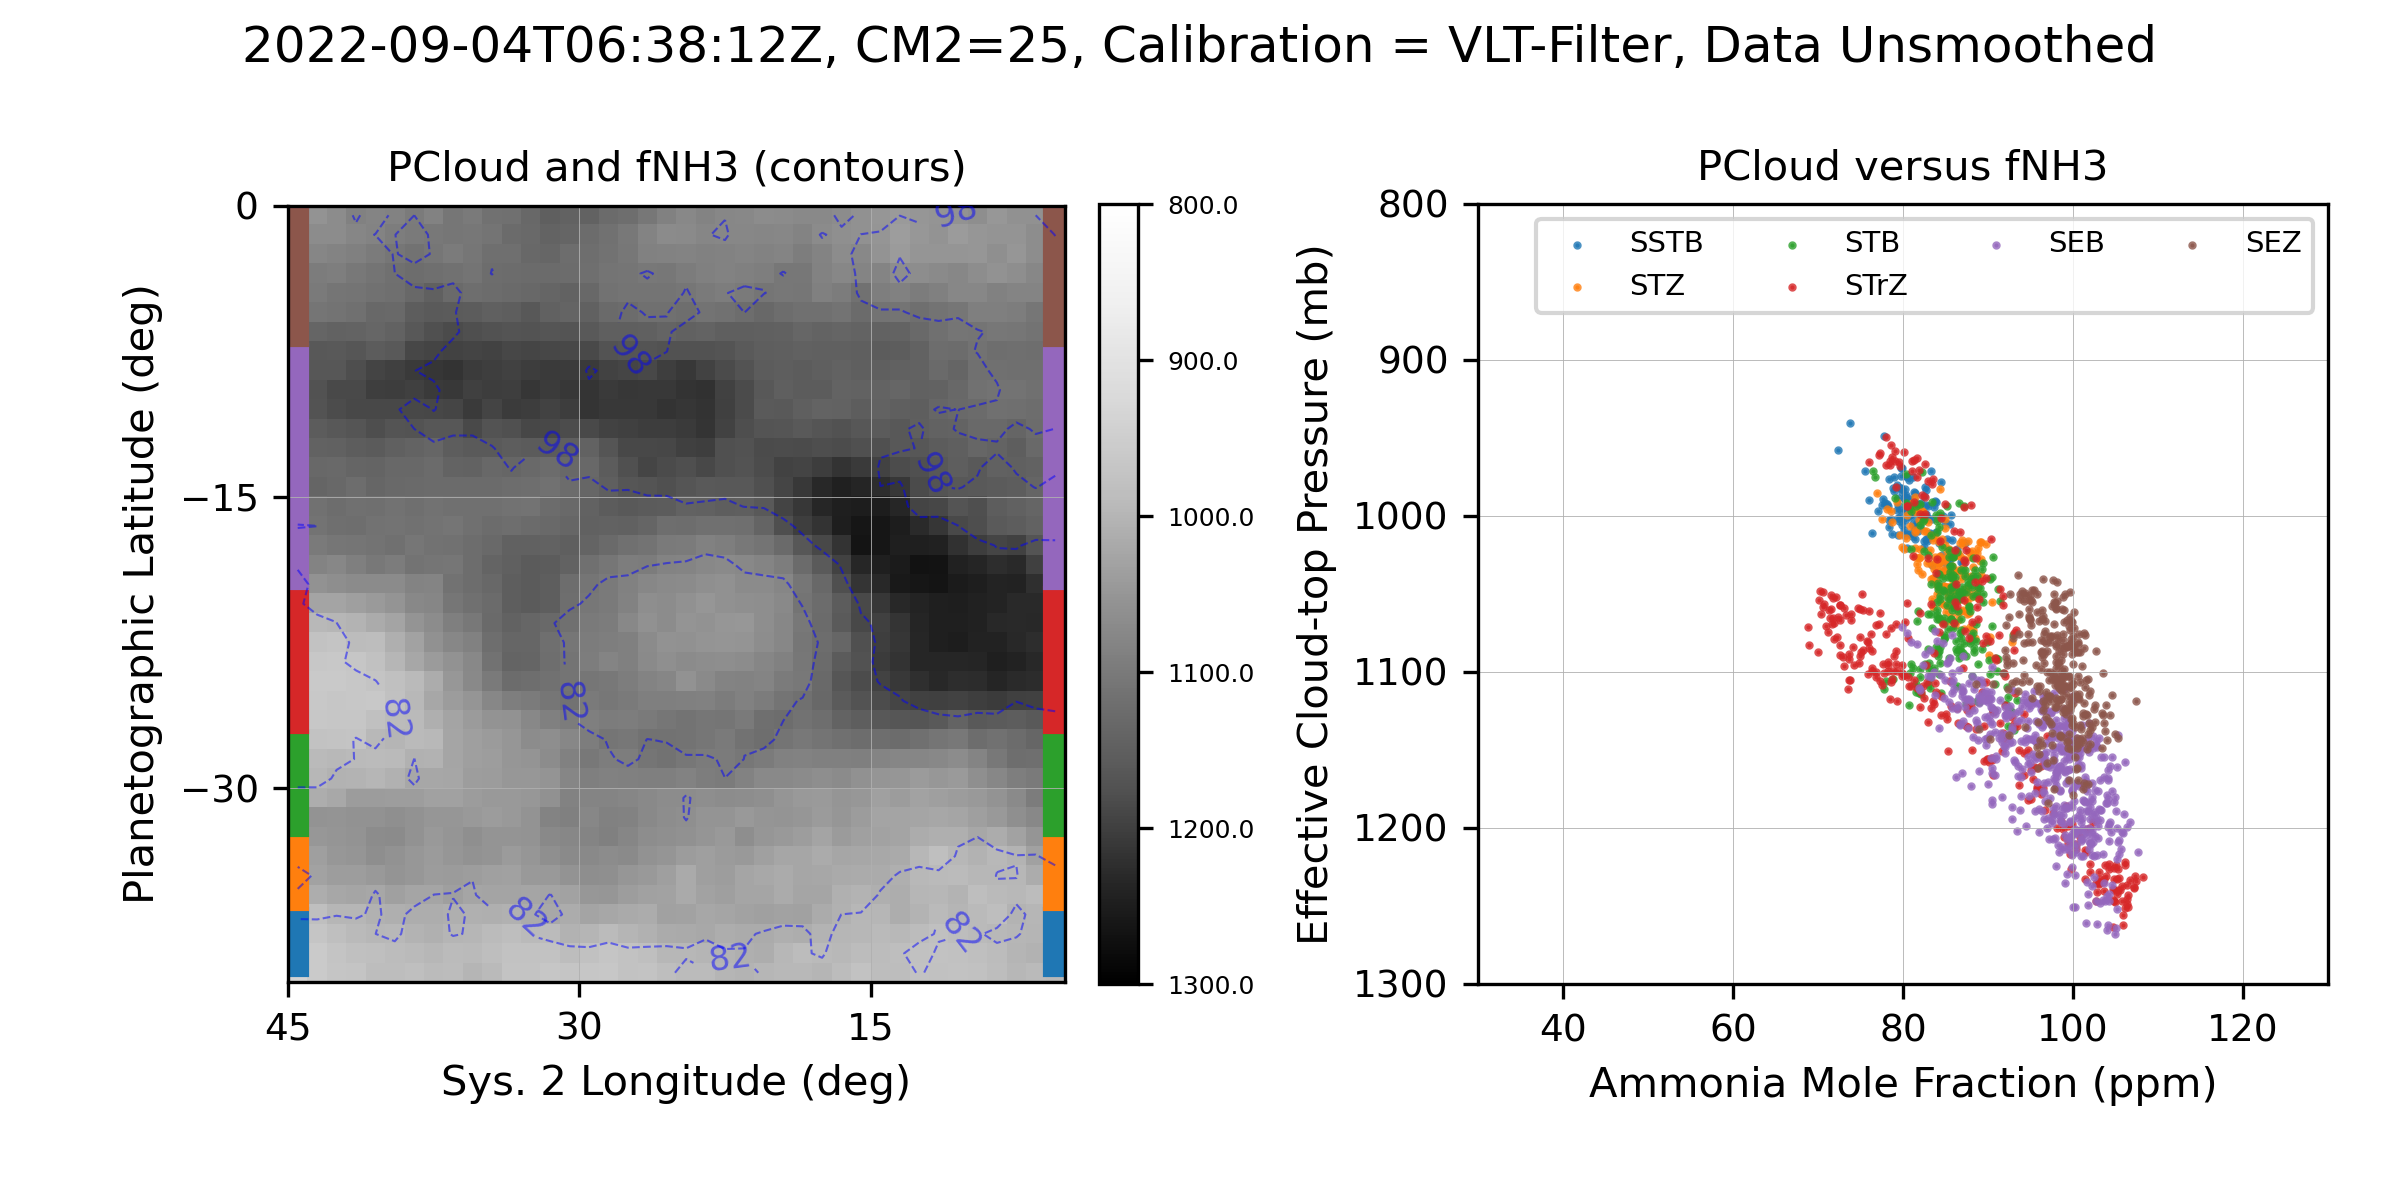 2022-09-04T06:38:12Z, CM2=25, Calibration = VLT-Filter, Data Unsmoothed
PCloud and fNH3 (contours)
0
−15
−30
Planetographic Latitude (deg)
98
98
98
98
82
82
82
82
82
45
30
15
Sys. 2 Longitude (deg)
800.0
900.0
1000.0
1100.0
1200.0
1300.0
PCloud versus fNH3
800
900
1000
1100
1200
1300
Effective Cloud-top Pressure (mb)
SSTB
STB
SEB
SEZ
STZ
STrZ
40
60
80
100
120
Ammonia Mole Fraction (ppm)